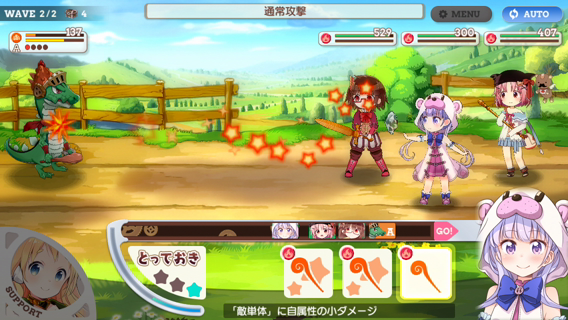 WAVE 2/2 4
通常攻撃
MENU
AUTO
137
A
529
300
407
A
GO!
とっておき
SUPPORT
「敵単体」に自属性の小ダメージ